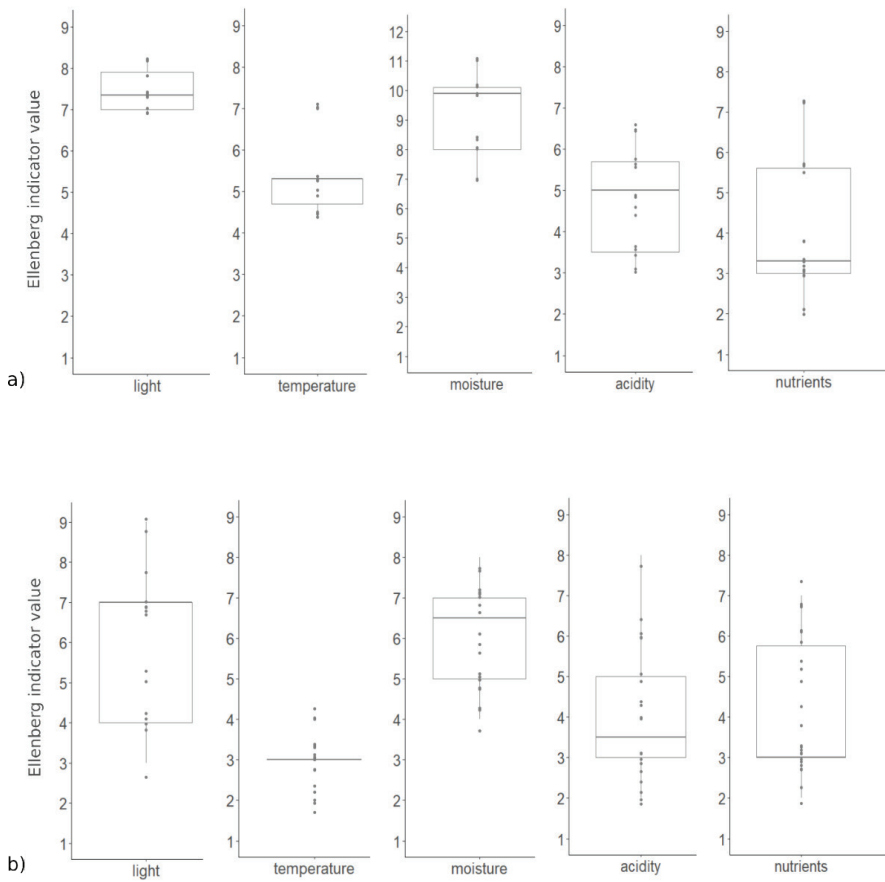 Ellenberg indicator value
9 8 7 6 5 4 3 2 1
light
9 8 7 6 5 4 3 2 1
temperature
12 11 10 9 8 7 6 5 4 3 2 1
moisture
9 8 7 6 5 4 3 2 1
acidity
9 8 7 6 5 4 3 2 1
nutrients
a)
Ellenberg indicator value
9 8 7 6 5 4 3 2 1
light
9 8 7 6 5 4 3 2 1
temperature
9 8 7 6 5 4 3 2 1
moisture
9 8 7 6 5 4 3 2 1
acidity
9 8 7 6 5 4 3 2 1
nutrients
b)